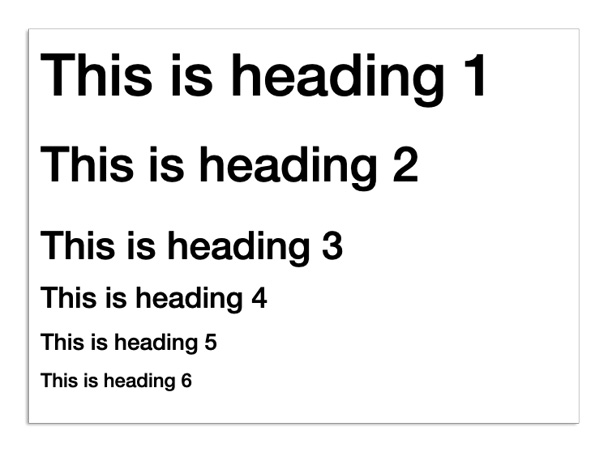 This is heading 1
This is heading 2
This is heading 3
This is heading 4
This is heading 5
This is heading 6